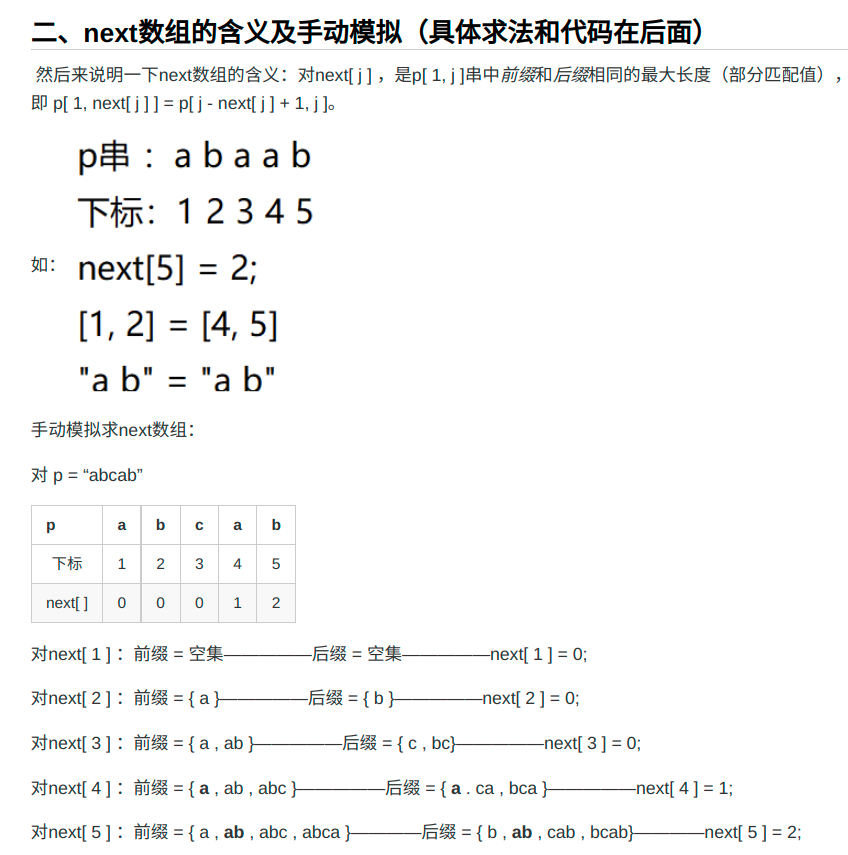 二、next数组的含义及手动模拟（具体求法和代码在后面）
然后来说明一下next数组的含义：对next[ j ] ，是p[ 1, j ]串中前缀和后缀相同的最大长度（部分匹配值），
即 p[ 1, next[ j ] ] = p[ j - next[ j ] + 1, j ]。
p串 ：a b a a b
下标：1 2 3 4 5
如：
next[5] = 2;
[1, 2] = [4, 5]
"a b" = "a b"
手动模拟求next数组：
对 p = “abcab”
p a b c a b
下标 1 2 3 4 5
next[ ] 0 0 0 1 2
对next[ 1 ] ：前缀 = 空集—————后缀 = 空集—————next[ 1 ] = 0;
对next[ 2 ] ：前缀 = { a }—————后缀 = { b }—————next[ 2 ] = 0;
对next[ 3 ] ：前缀 = { a , ab }—————后缀 = { c , bc}—————next[ 3 ] = 0;
对next[ 4 ] ：前缀 = { a , ab , abc }—————后缀 = { a . ca , bca }—————next[ 4 ] = 1;
对next[ 5 ] ：前缀 = { a , ab , abc , abca }————后缀 = { b , ab , cab , bcab}————next[ 5 ] = 2;